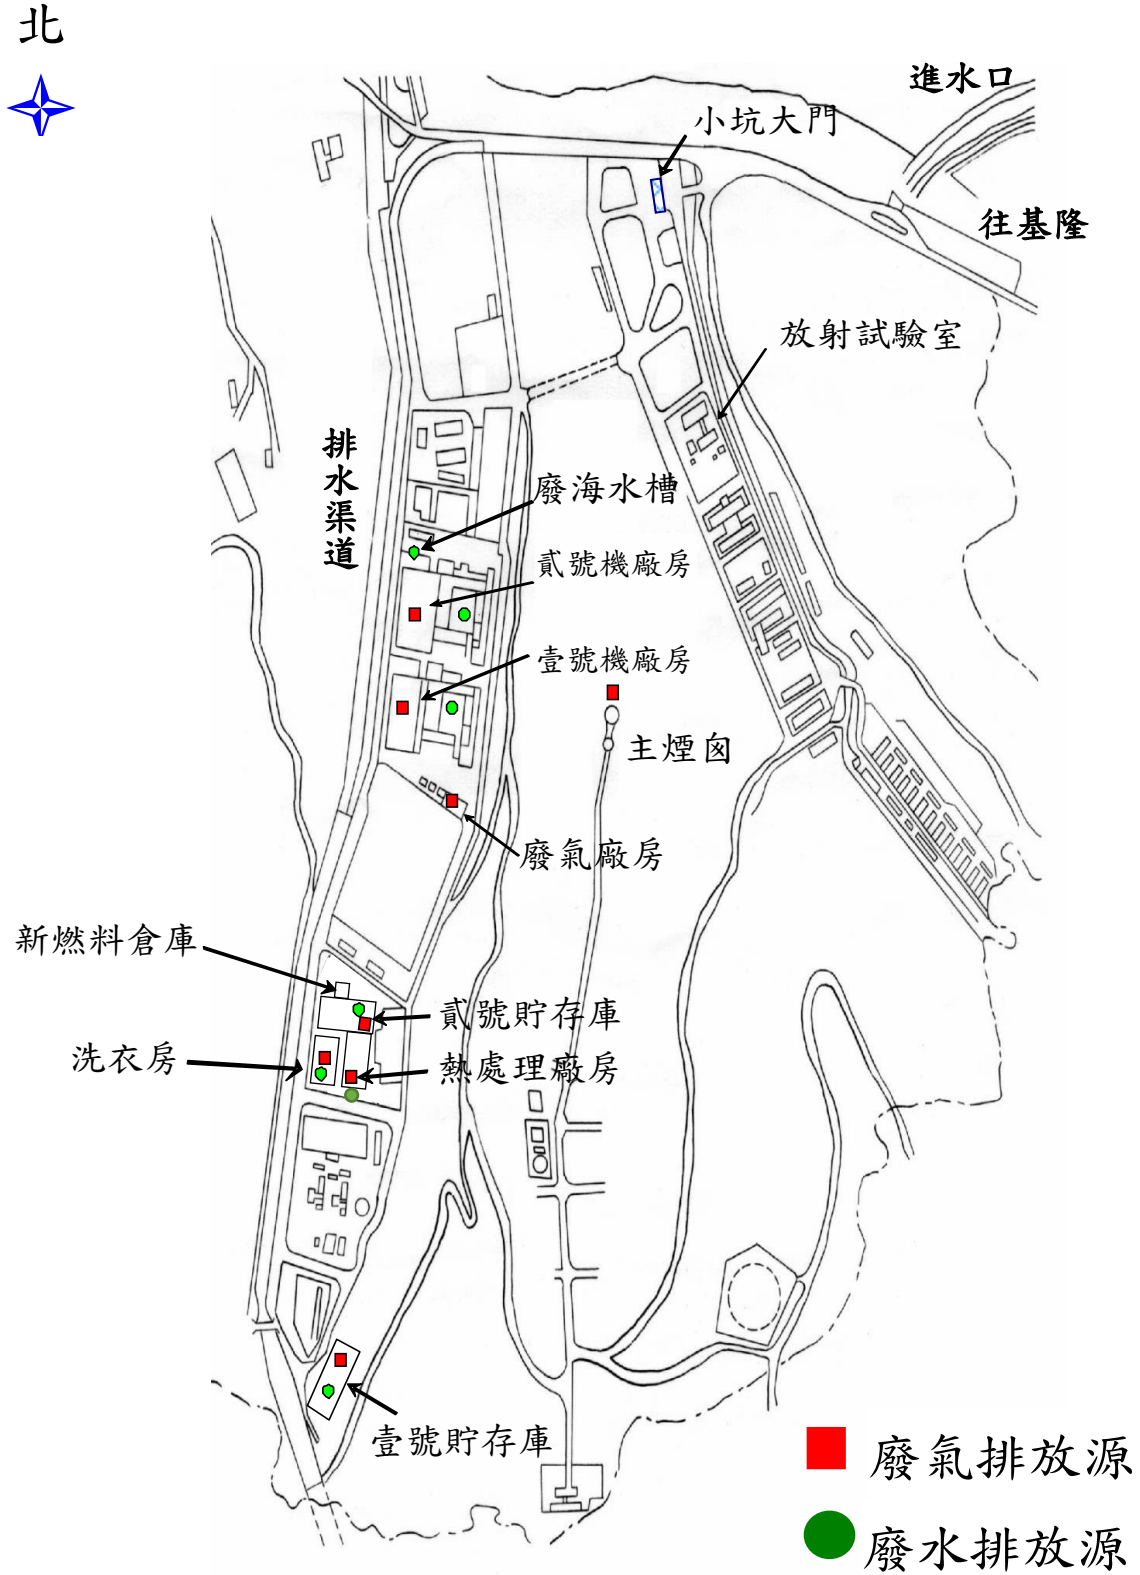 北
進水口
小坑大門
往基隆
放射試驗室
排水渠道
廢海水槽
貳號機廠房
壹號機廠房
主煙囪
廢氣廠房
新燃料倉庫
貳號貯存庫
洗衣房
熱處理廠房
壹號貯存庫
廢氣排放源
廢水排放源